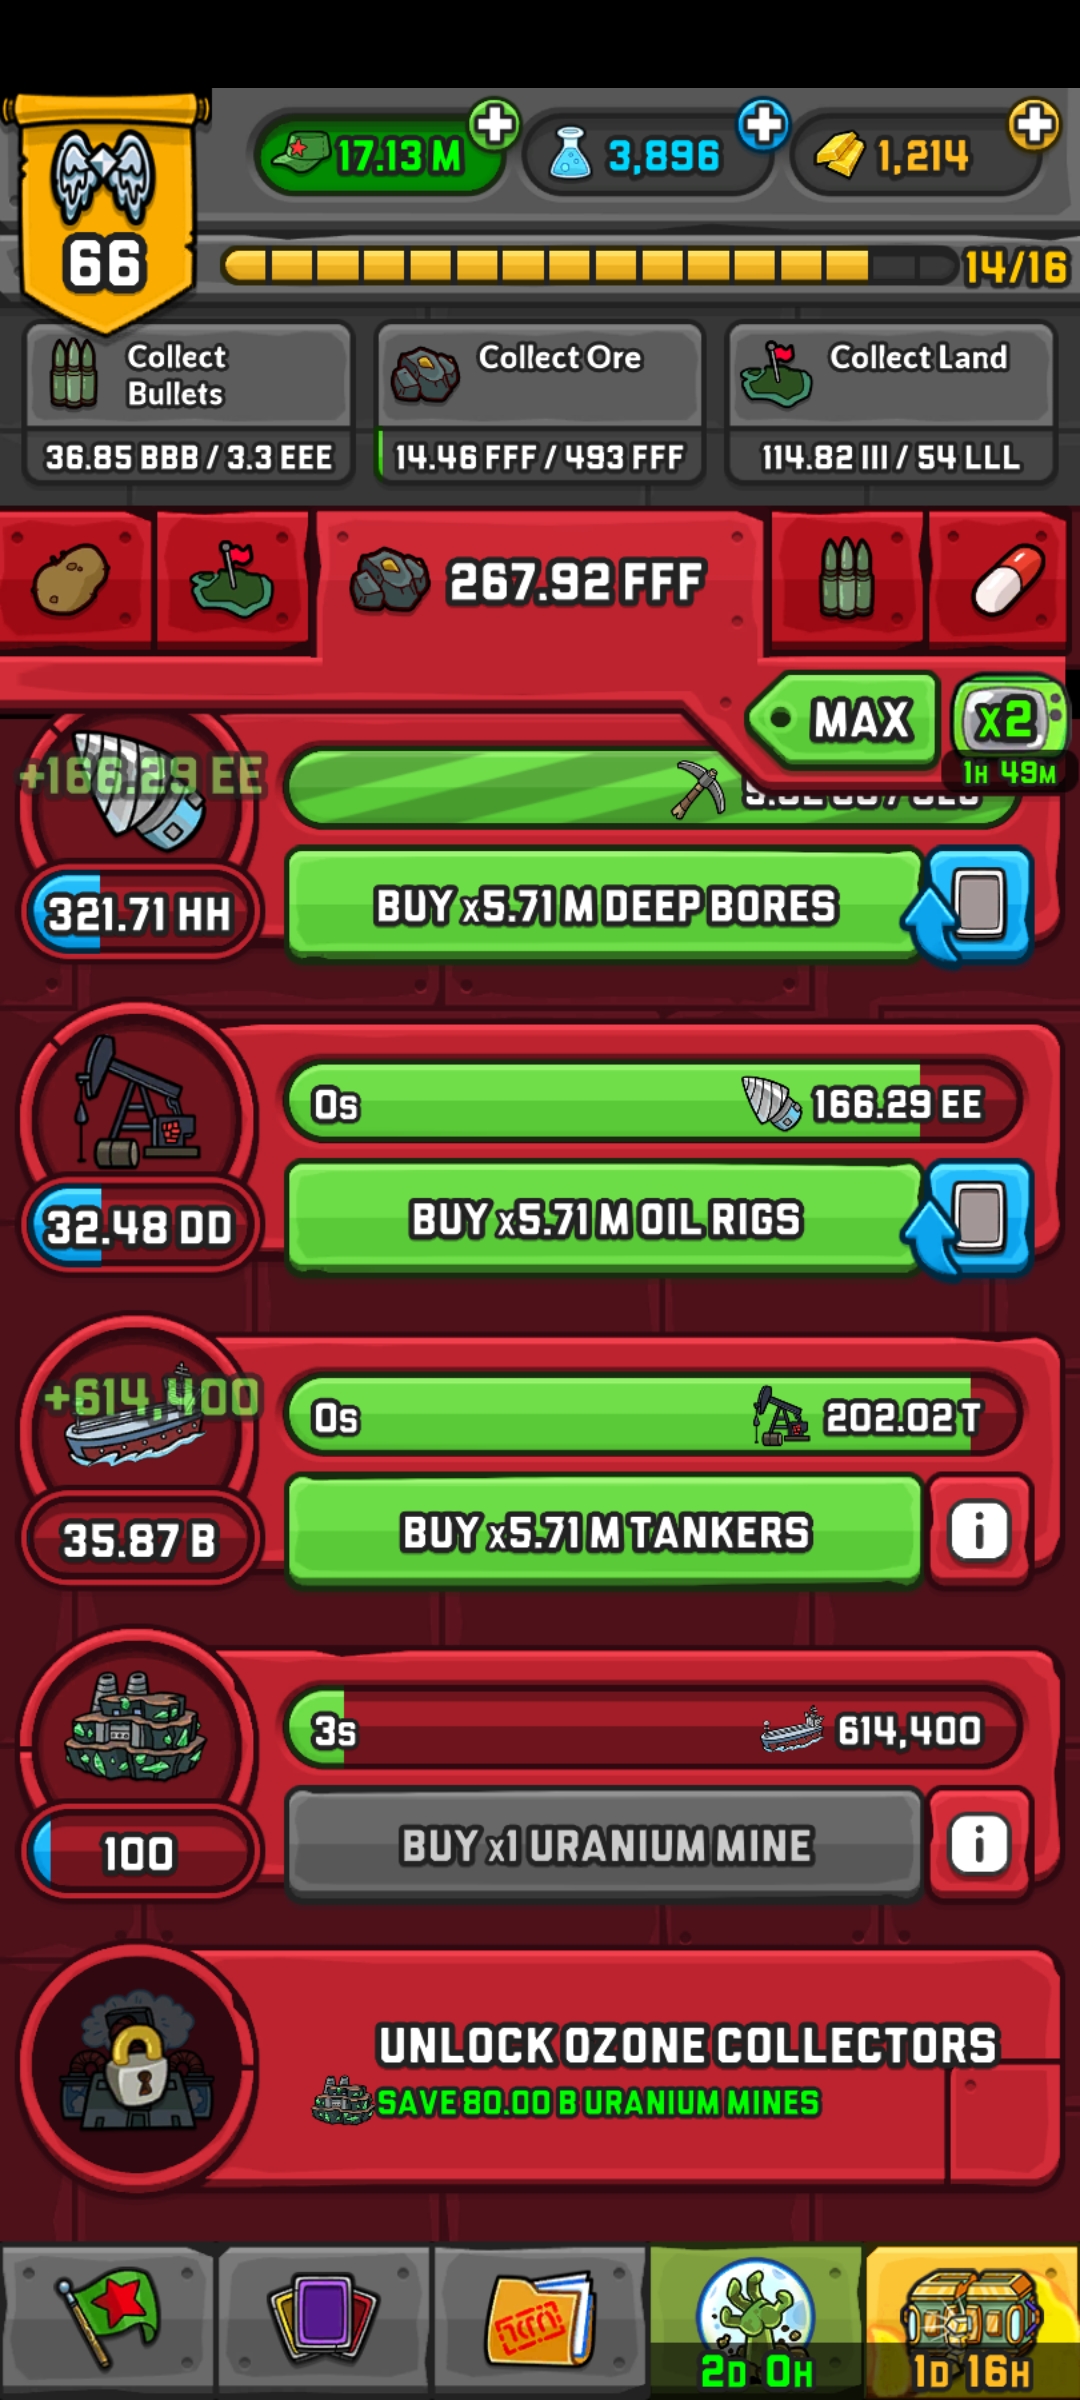 17.13 M
3,896
1,214
66
14/16
Collect
Bullets
36.85 BBB / 3.3 EEE
Collect Ore
14.46 FFF / 493 FFF
Collect Land
114.82 III / 54 LLL
267.92 FFF
MAX
x2
1H 49M
+166.29 EE
321.71 HH
BUY x5.71 M DEEP BORES
0s
166.29 EE
32.48 DD
BUY x5.71 M OIL RIGS
+614,400
0s
202.02 T
35.87 B
BUY x5.71 M TANKERS
i
3s
614,400
100
BUY x1 URANIUM MINE
i
UNLOCK OZONE COLLECTORS
SAVE 80.00 B URANIUM MINES
2D 0H
1D 16H